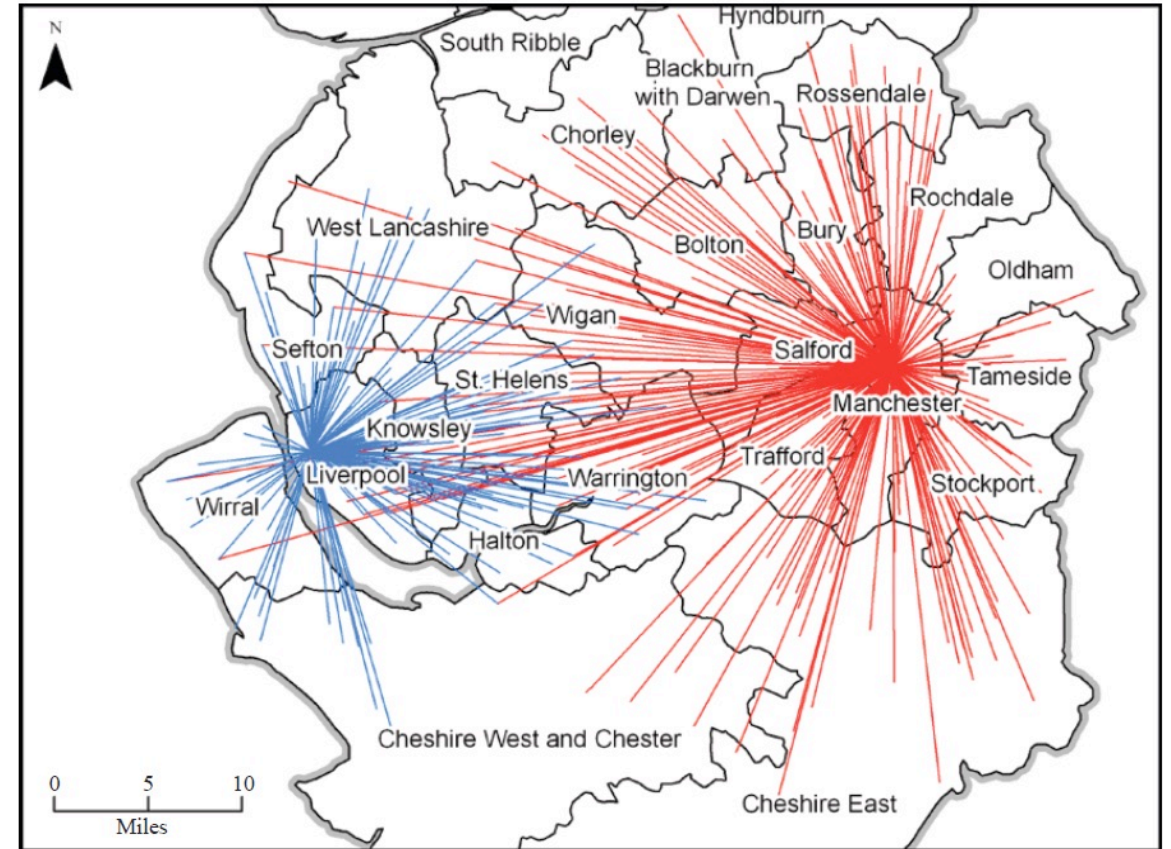 N
Hyndburn
South Ribble
Blackburn
with Darwen
Rossendale
Chorley
Rochdale
West Lancashire
Bury
Bolton
Oldham
Wigan
Sefton
Salford
St. Helens
Tameside
Manchester
Knowsley
Trafford
Liverpool
Warrington
Stockport
Wirral
Halton
Cheshire West and Chester
0 5 10
Miles
Cheshire East